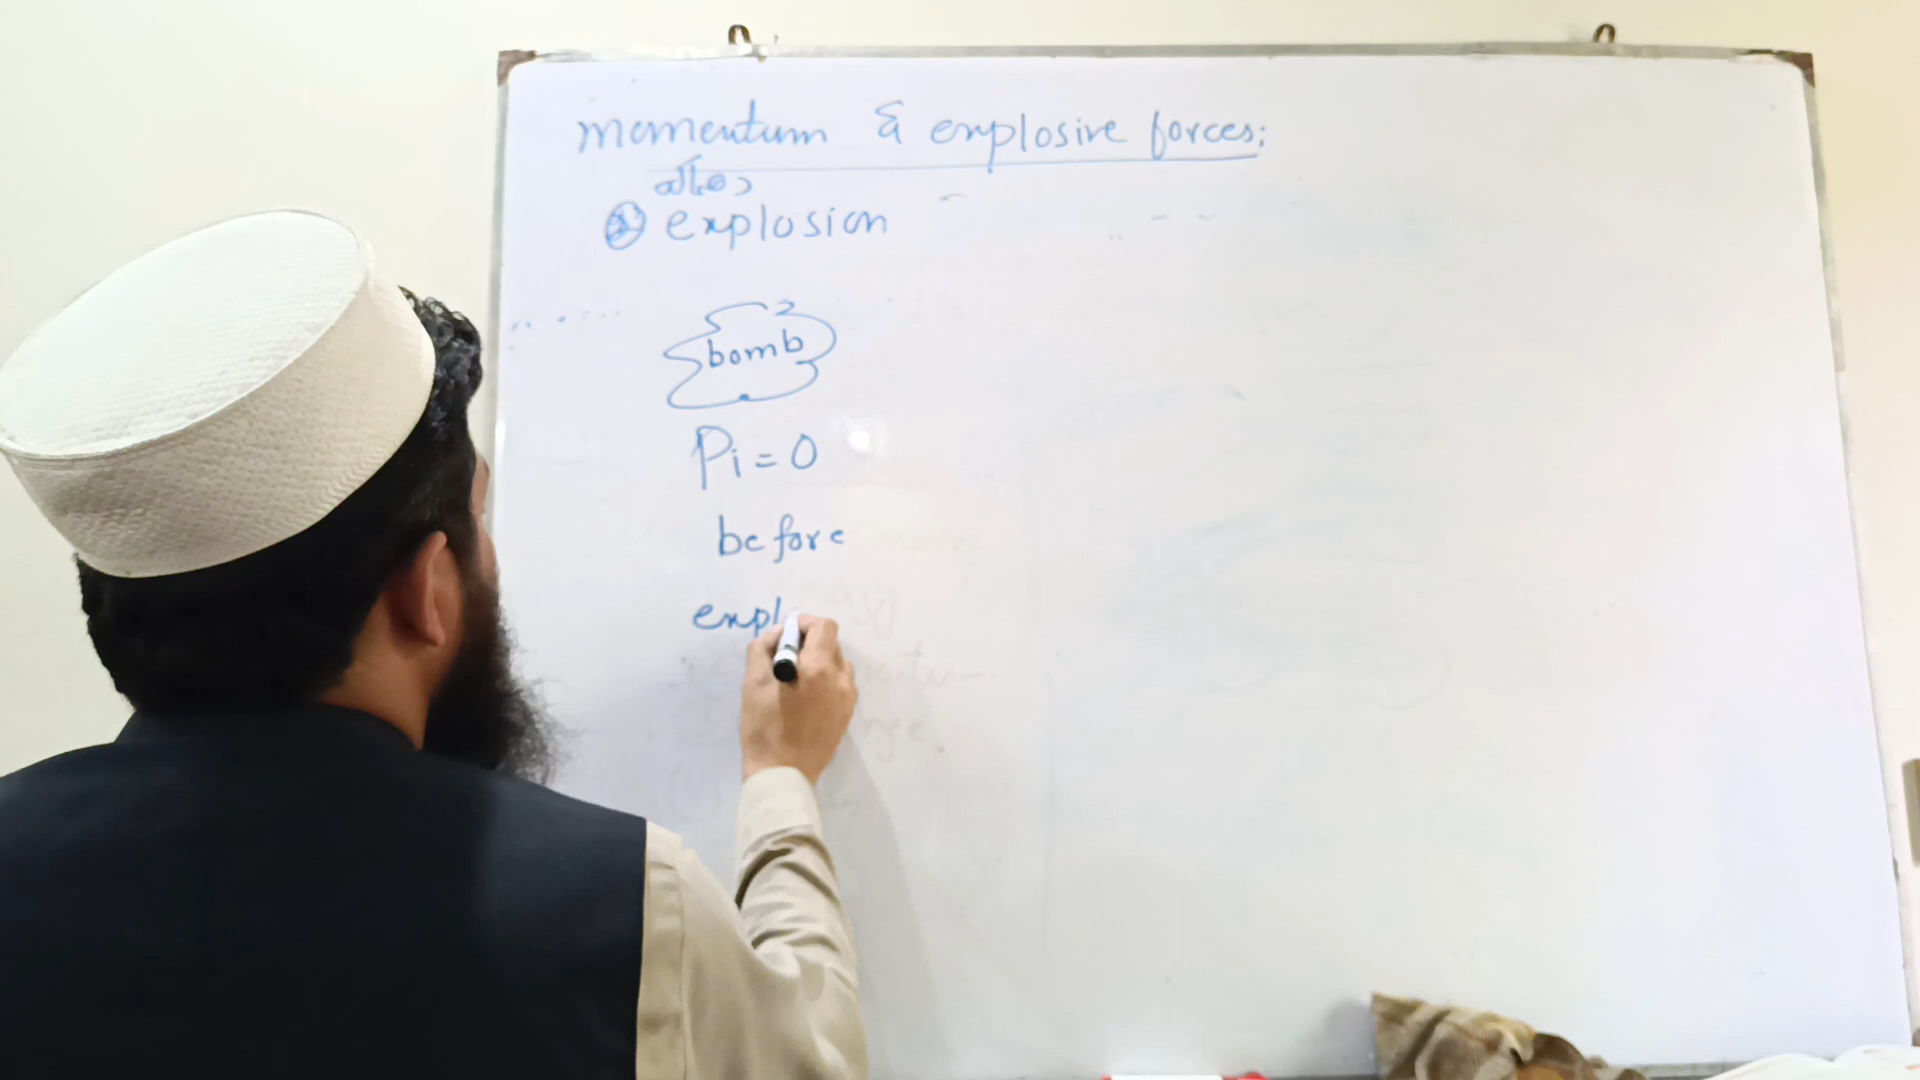 momentum & explosive forces:
explosion
bomb
Pi = 0
before
expl